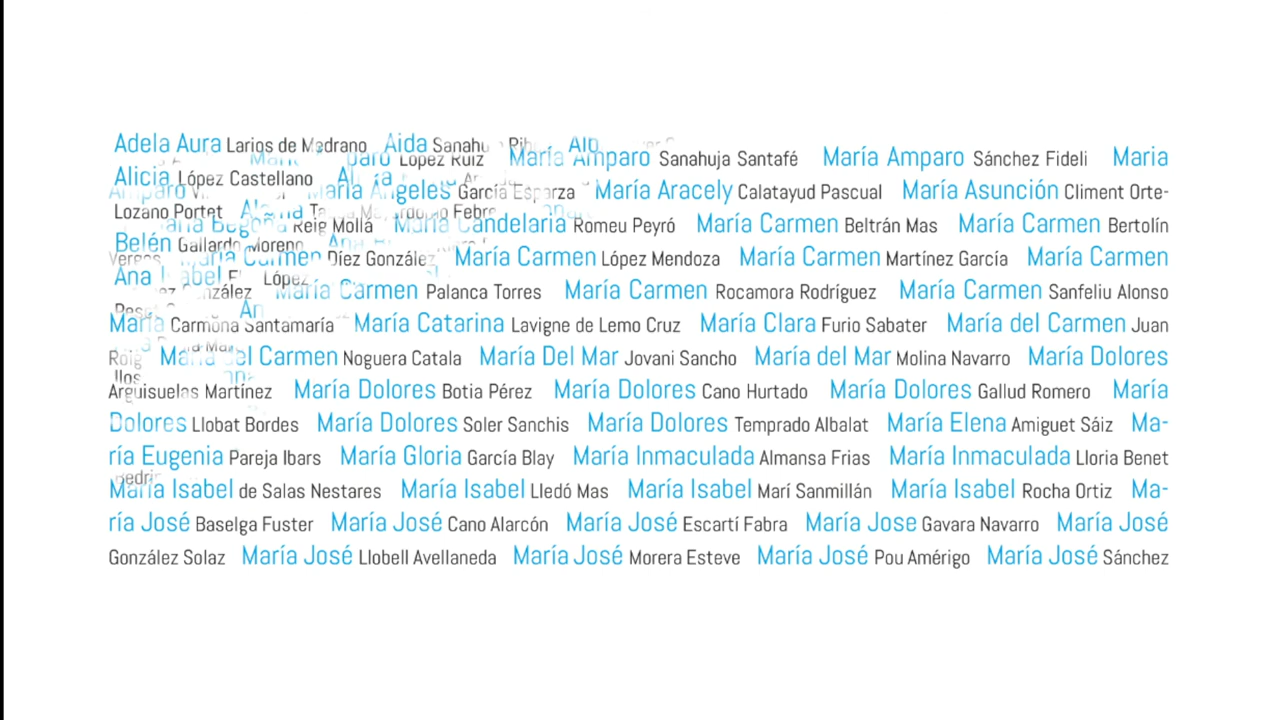 Adela Aura Larios de Medrano Aida
López Ruiz María Amparo Sanahuja Santafé María Amparo Sánchez Fideli Maria
Alicia López Castellano
Amparo María Ángeles García Esparza María Aracely Calatayud Pascual María Asunción Climent Orte-
Lozano Portet
María Begoña Reig Mollá María Candelaria Romeu Peyró María Carmen Beltrán Mas María Carmen Bertolín
Belén Gallardo Moreno
María Carmen Díez González María Carmen López Mendoza María Carmen Martínez García María Carmen
Ana López
González María Carmen Palanca Torres María Carmen Rocamora Rodríguez María Carmen Sanfeliu Alonso
María Carmona Santamaría María Catarina Lavigne de Lemo Cruz María Clara Furio Sabater María del Carmen Juan
Roig María del Carmen Noguera Catala María Del Mar Jovani Sancho María del Mar Molina Navarro María Dolores
Arguisuelas Martínez María Dolores Botia Pérez María Dolores Cano Hurtado María Dolores Gallud Romero María
Dolores Llobat Bordes María Dolores Soler Sanchis María Dolores Temprado Albalat María Elena Amiguet Sáiz Ma-
ría Eugenia Pareja Ibars María Gloria García Blay María Inmaculada Almansa Frias María Inmaculada Lloria Benet
María Isabel de Salas Nestares María Isabel Lledó Mas María Isabel Marí Sanmillán María Isabel Rocha Ortiz Ma-
ría José Baselga Fuster María José Cano Alarcón María José Escartí Fabra María Jose Gavara Navarro María José
González Solaz María José Llobell Avellaneda María José Morera Esteve María José Pou Amérigo María José Sánchez